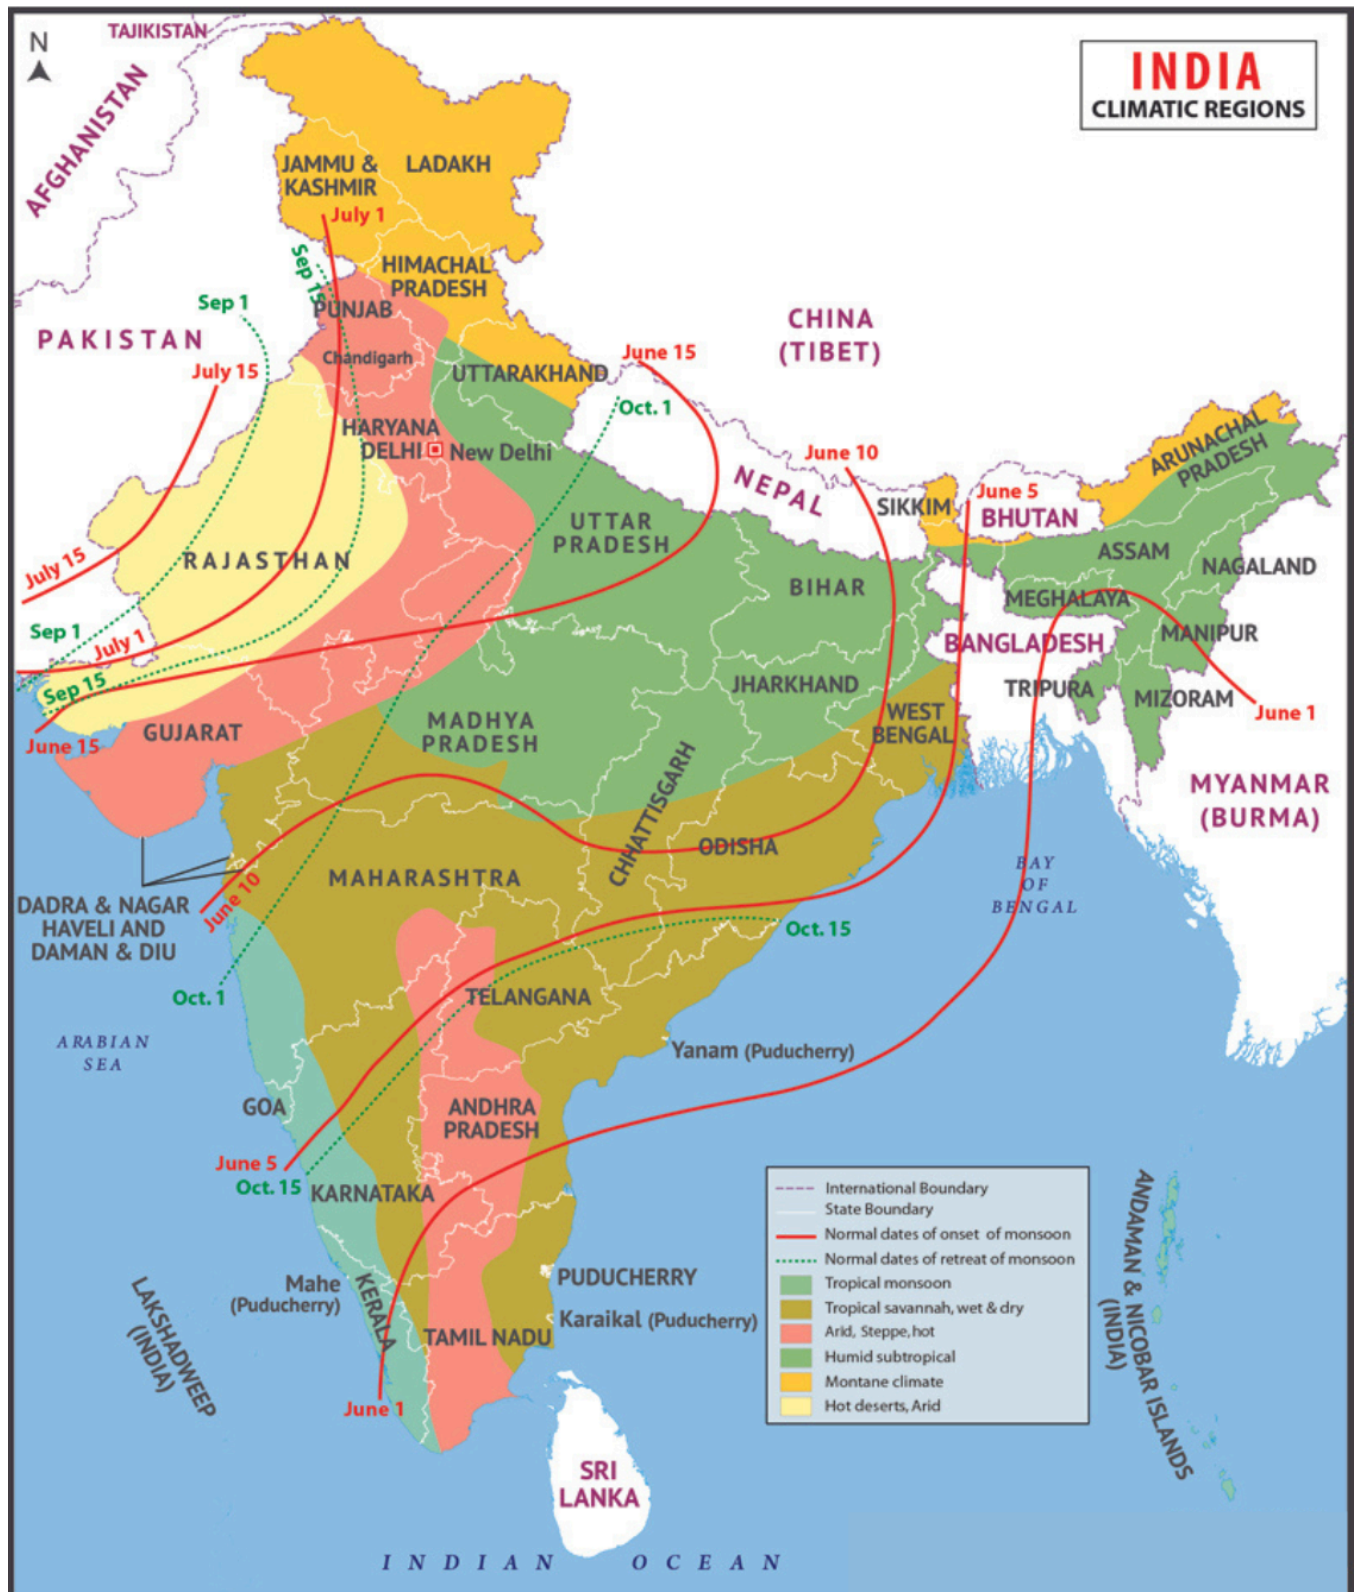 INDIA
CLIMATIC REGIONS
N
TAJIKISTAN
AFGHANISTAN
JAMMU &
KASHMIR
LADAKH
July 1
Sep 15
HIMACHAL
PRADESH
Sep 1
PUNJAB
PAKISTAN
CHINA
(TIBET)
Chandigarh
July 15
June 15
UTTARAKHAND
Oct. 1
HARYANA
DELHI
New Delhi
June 10
NEPAL
ARUNACHAL
PRADESH
SIKKIM
June 5
BHUTAN
UTTAR
PRADESH
RAJASTHAN
July 15
ASSAM
NAGALAND
BIHAR
MEGHALAYA
Sep 1
July 1
BANGLADESH
MANIPUR
Sep 15
JHARKHAND
TRIPURA
MIZORAM
June 1
GUJARAT
June 15
MADHYA
PRADESH
WEST
BENGAL
MYANMAR
(BURMA)
CHHATTISGARH
ODISHA
BAY
OF
BENGAL
MAHARASHTRA
June 10
DADRA & NAGAR
HAVELI AND
DAMAN & DIU
Oct. 15
Oct. 1
TELANGANA
ARABIAN
SEA
Yanam (Puducherry)
GOA
ANDHRA
PRADESH
June 5
Oct. 15
KARNATAKA
International Boundary
State Boundary
Normal dates of onset of monsoon
Normal dates of retreat of monsoon
Tropical monsoon
Tropical savannah, wet & dry
Arid, Steppe, hot
Humid subtropical
Montane climate
Hot deserts, Arid
ANDAMAN & NICOBAR ISLANDS
(INDIA)
LAKSHADWEEP
(INDIA)
Mahe
(Puducherry)
KERALA
PUDUCHERRY
Karaikal (Puducherry)
TAMIL NADU
June 1
SRI
LANKA
INDIAN OCEAN